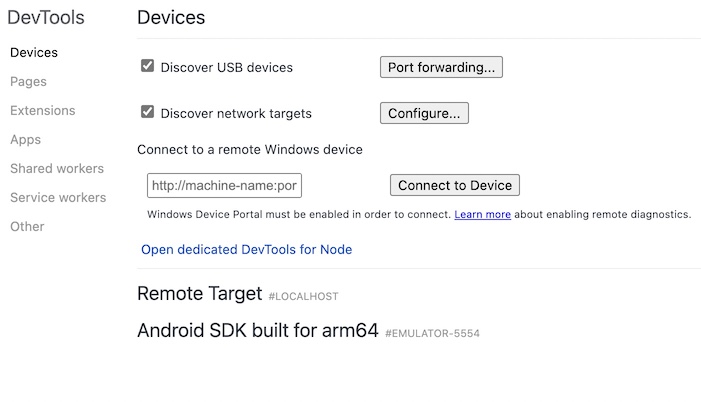 DevTools
Devices
Pages
Extensions
Apps
Shared workers
Service workers
Other
Devices
Discover USB devices
Port forwarding...
Discover network targets
Configure...
Connect to a remote Windows device
http://machine-name:por
Connect to Device
Windows Device Portal must be enabled in order to connect. Learn more about enabling remote diagnostics.
Open dedicated DevTools for Node
Remote Target #LOCALHOST
Android SDK built for arm64 #EMULATOR-5554